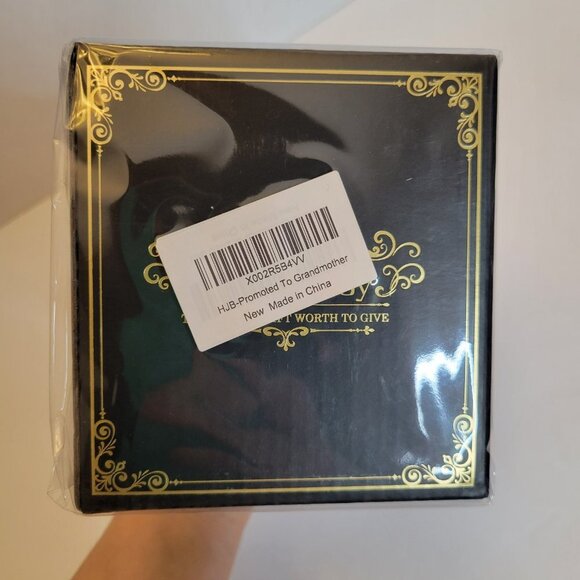 X002R5B4VV
HJB-Promoted To Grandmother
New Made in China
WORTH TO GIVE